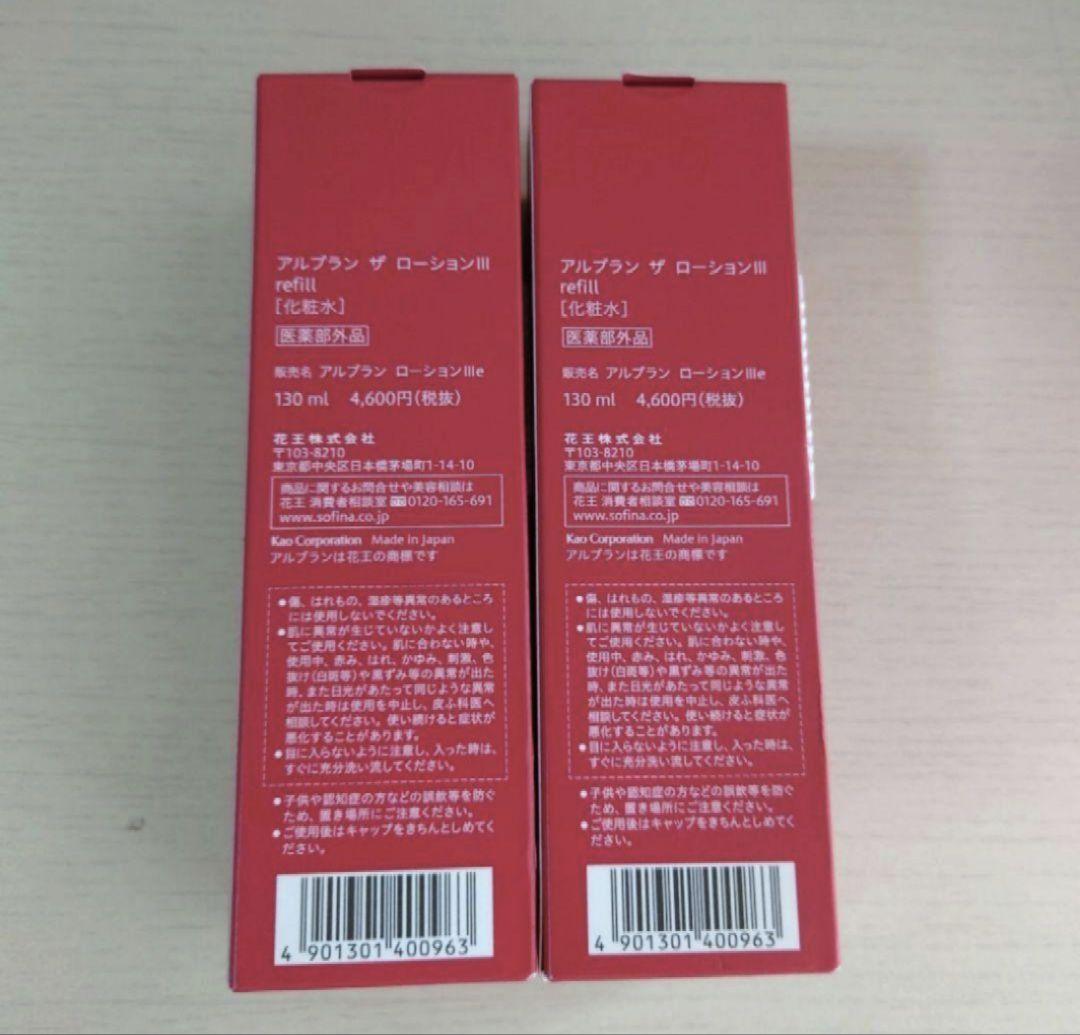 アルブラン ザ ローションⅢ
refill
[化粧水]
医薬部外品
販売名 アルブラン ローションⅢe
130 ml 4,600円(税抜)
花王株式会社
〒103-8210
東京都中央区日本橋茅場町1-14-10
商品に関するお問合せや美容相談は
花王 消費者相談室 0120-165-691
www.sofina.co.jp
Kao Corporation Made in Japan
アルブランは花王の商標です
●傷、はれもの、湿疹等異常のあるところ
には使用しないでください。
●肌に異常が生じていないかよく注意し
てご使用ください。肌に合わない時や、
使用中、赤み、はれ、かゆみ、刺激、色
抜け(白斑等)や黒ずみ等の異常が出た
時、また日光があたって同じような異常
が出た時は使用を中止し、皮ふ科医へ
相談してください。使い続けると症状が
悪化することがあります。
●目に入らないように注意し、入った時は、
すぐに充分洗い流してください。
●子供や認知症の方などの誤飲等を防ぐ
ため、置き場所にご注意ください。
●ご使用後はキャップをきちんとしめてく
ださい。
4 901301 400963
アルブラン ザ ローションⅢ
refill
[化粧水]
医薬部外品
販売名 アルブラン ローションⅢe
130 ml 4,600円(税抜)
花王株式会社
〒103-8210
東京都中央区日本橋茅場町1-14-10
商品に関するお問合せや美容相談は
花王 消費者相談室 0120-165-691
www.sofina.co.jp
Kao Corporation Made in Japan
アルブランは花王の商標です
●傷、はれもの、湿疹等異常のあるところ
には使用しないでください。
●肌に異常が生じていないかよく注意し
てご使用ください。肌に合わない時や、
使用中、赤み、はれ、かゆみ、刺激、色
抜け(白斑等)や黒ずみ等の異常が出た
時、また日光があたって同じような異常
が出た時は使用を中止し、皮ふ科医へ
相談してください。使い続けると症状が
悪化することがあります。
●目に入らないように注意し、入った時は、
すぐに充分洗い流してください。
●子供や認知症の方などの誤飲等を防ぐ
ため、置き場所にご注意ください。
●ご使用後はキャップをきちんとしめてく
ださい。
4 901301 400963